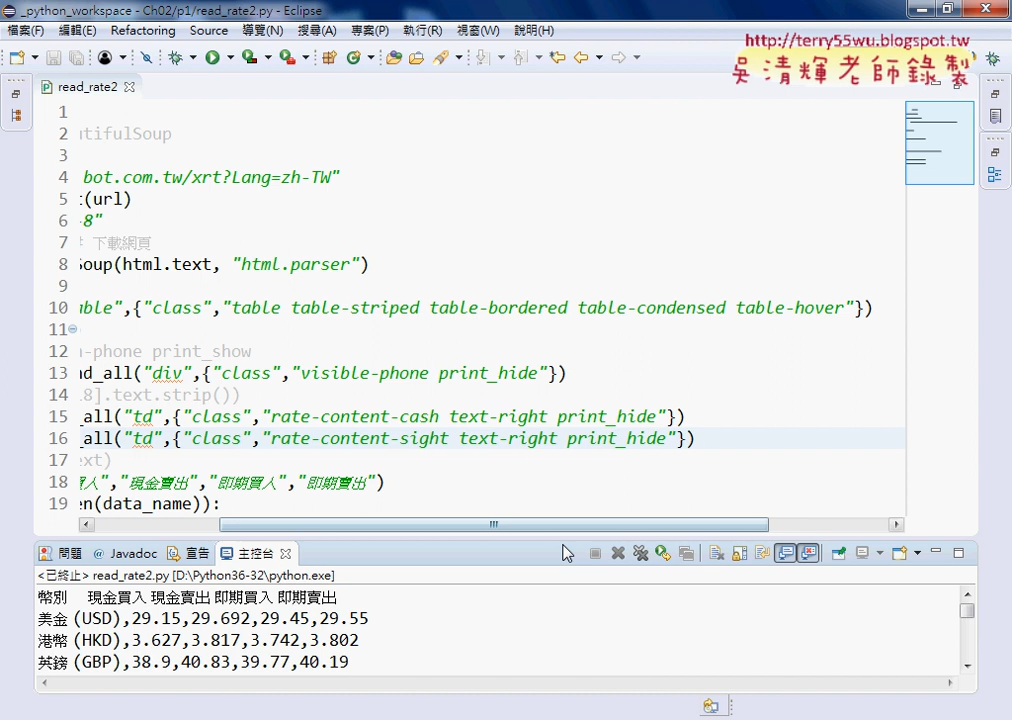 _python_workspace - Ch02/p1/read_rate2.py - Eclipse
檔案(F) 編輯(E) Refactoring Source 導覽(N) 搜尋(A) 專案(P) 執行(R) 視窗(W) 說明(H)
http://terry55wu.blogspot.tw
吳清輝老師錄製
read_rate2
1
2 utifulSoup
3
4 bot.com.tw/xrt?Lang=zh-TW"
5 t(url)
6 -8"
7 # 下載網頁
8 Soup(html.text, "html.parser")
9
10 able",{"class","table table-striped table-bordered table-condensed table-hover"})
11
12 n-phone print_show
13 nd_all("div",{"class","visible-phone print_hide"})
14 18].text.strip())
15 _all("td",{"class","rate-content-cash text-right print_hide"})
16 _all("td",{"class","rate-content-sight text-right print_hide"})
17 ext)
18 買入","現金賣出","即期買入","即期賣出")
19 en(data_name)):
問題 @ Javadoc 宣告 主控台
<已終止> read_rate2.py [D:\Python36-32\python.exe]
幣別 現金買入 現金賣出 即期買入 即期賣出
美金 (USD),29.15,29.692,29.45,29.55
港幣 (HKD),3.627,3.817,3.742,3.802
英鎊 (GBP),38.9,40.83,39.77,40.19